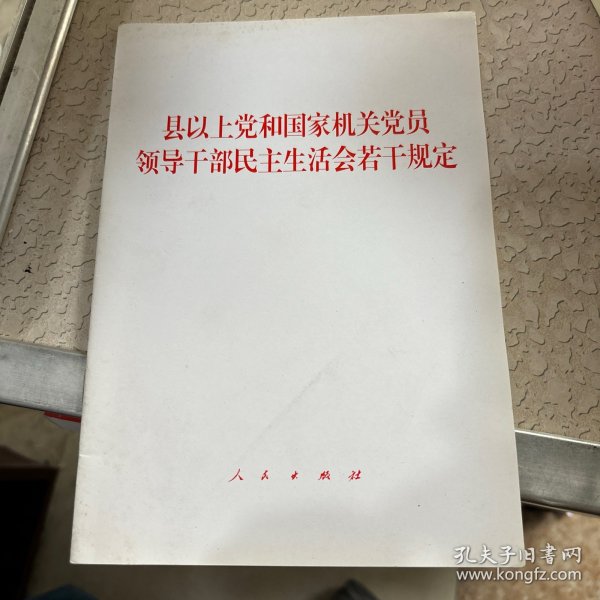 县以上党和国家机关党员
领导干部民主生活会若干规定
人民出版社
孔夫子旧书网
www.kongfz.com